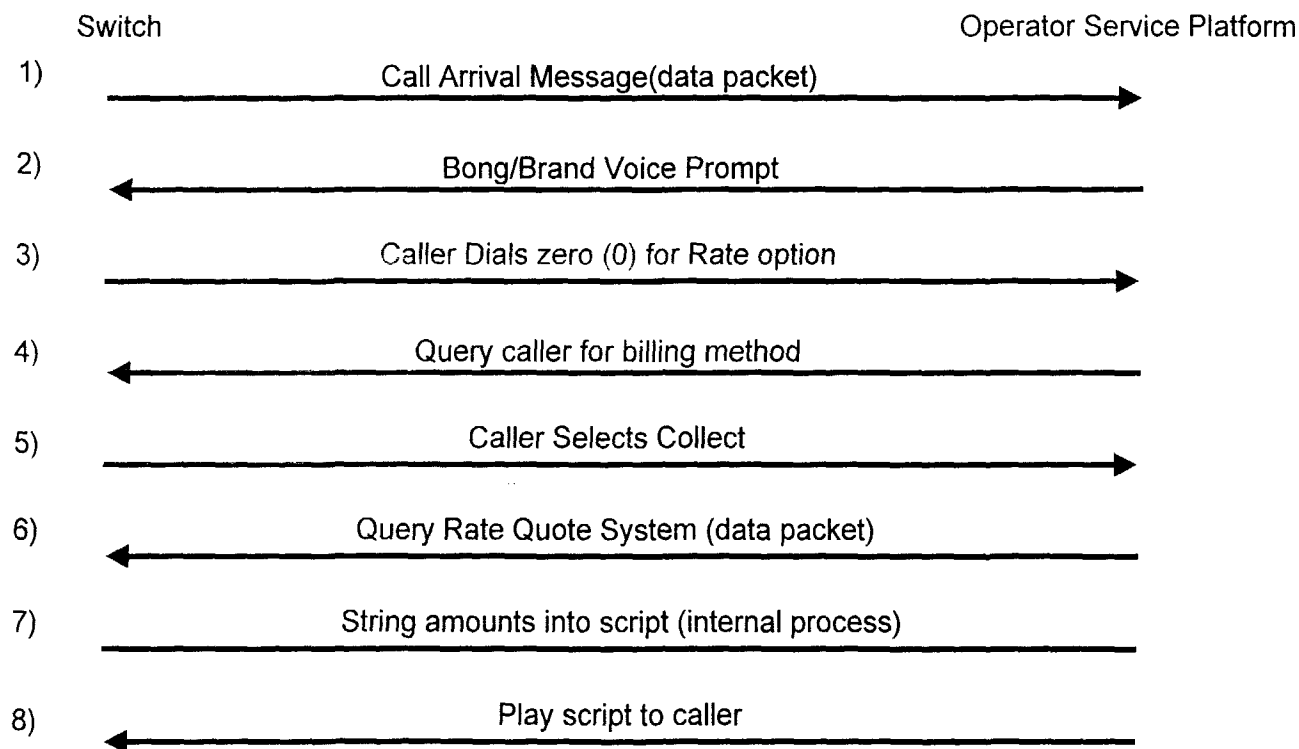 Switch Operator Service Platform
1) Call Arrival Message(data packet)
2) Bong/Brand Voice Prompt
3) Caller Dials zero (0) for Rate option
4) Query caller for billing method
5) Caller Selects Collect
6) Query Rate Quote System (data packet)
7) String amounts into script (internal process)
8) Play script to caller